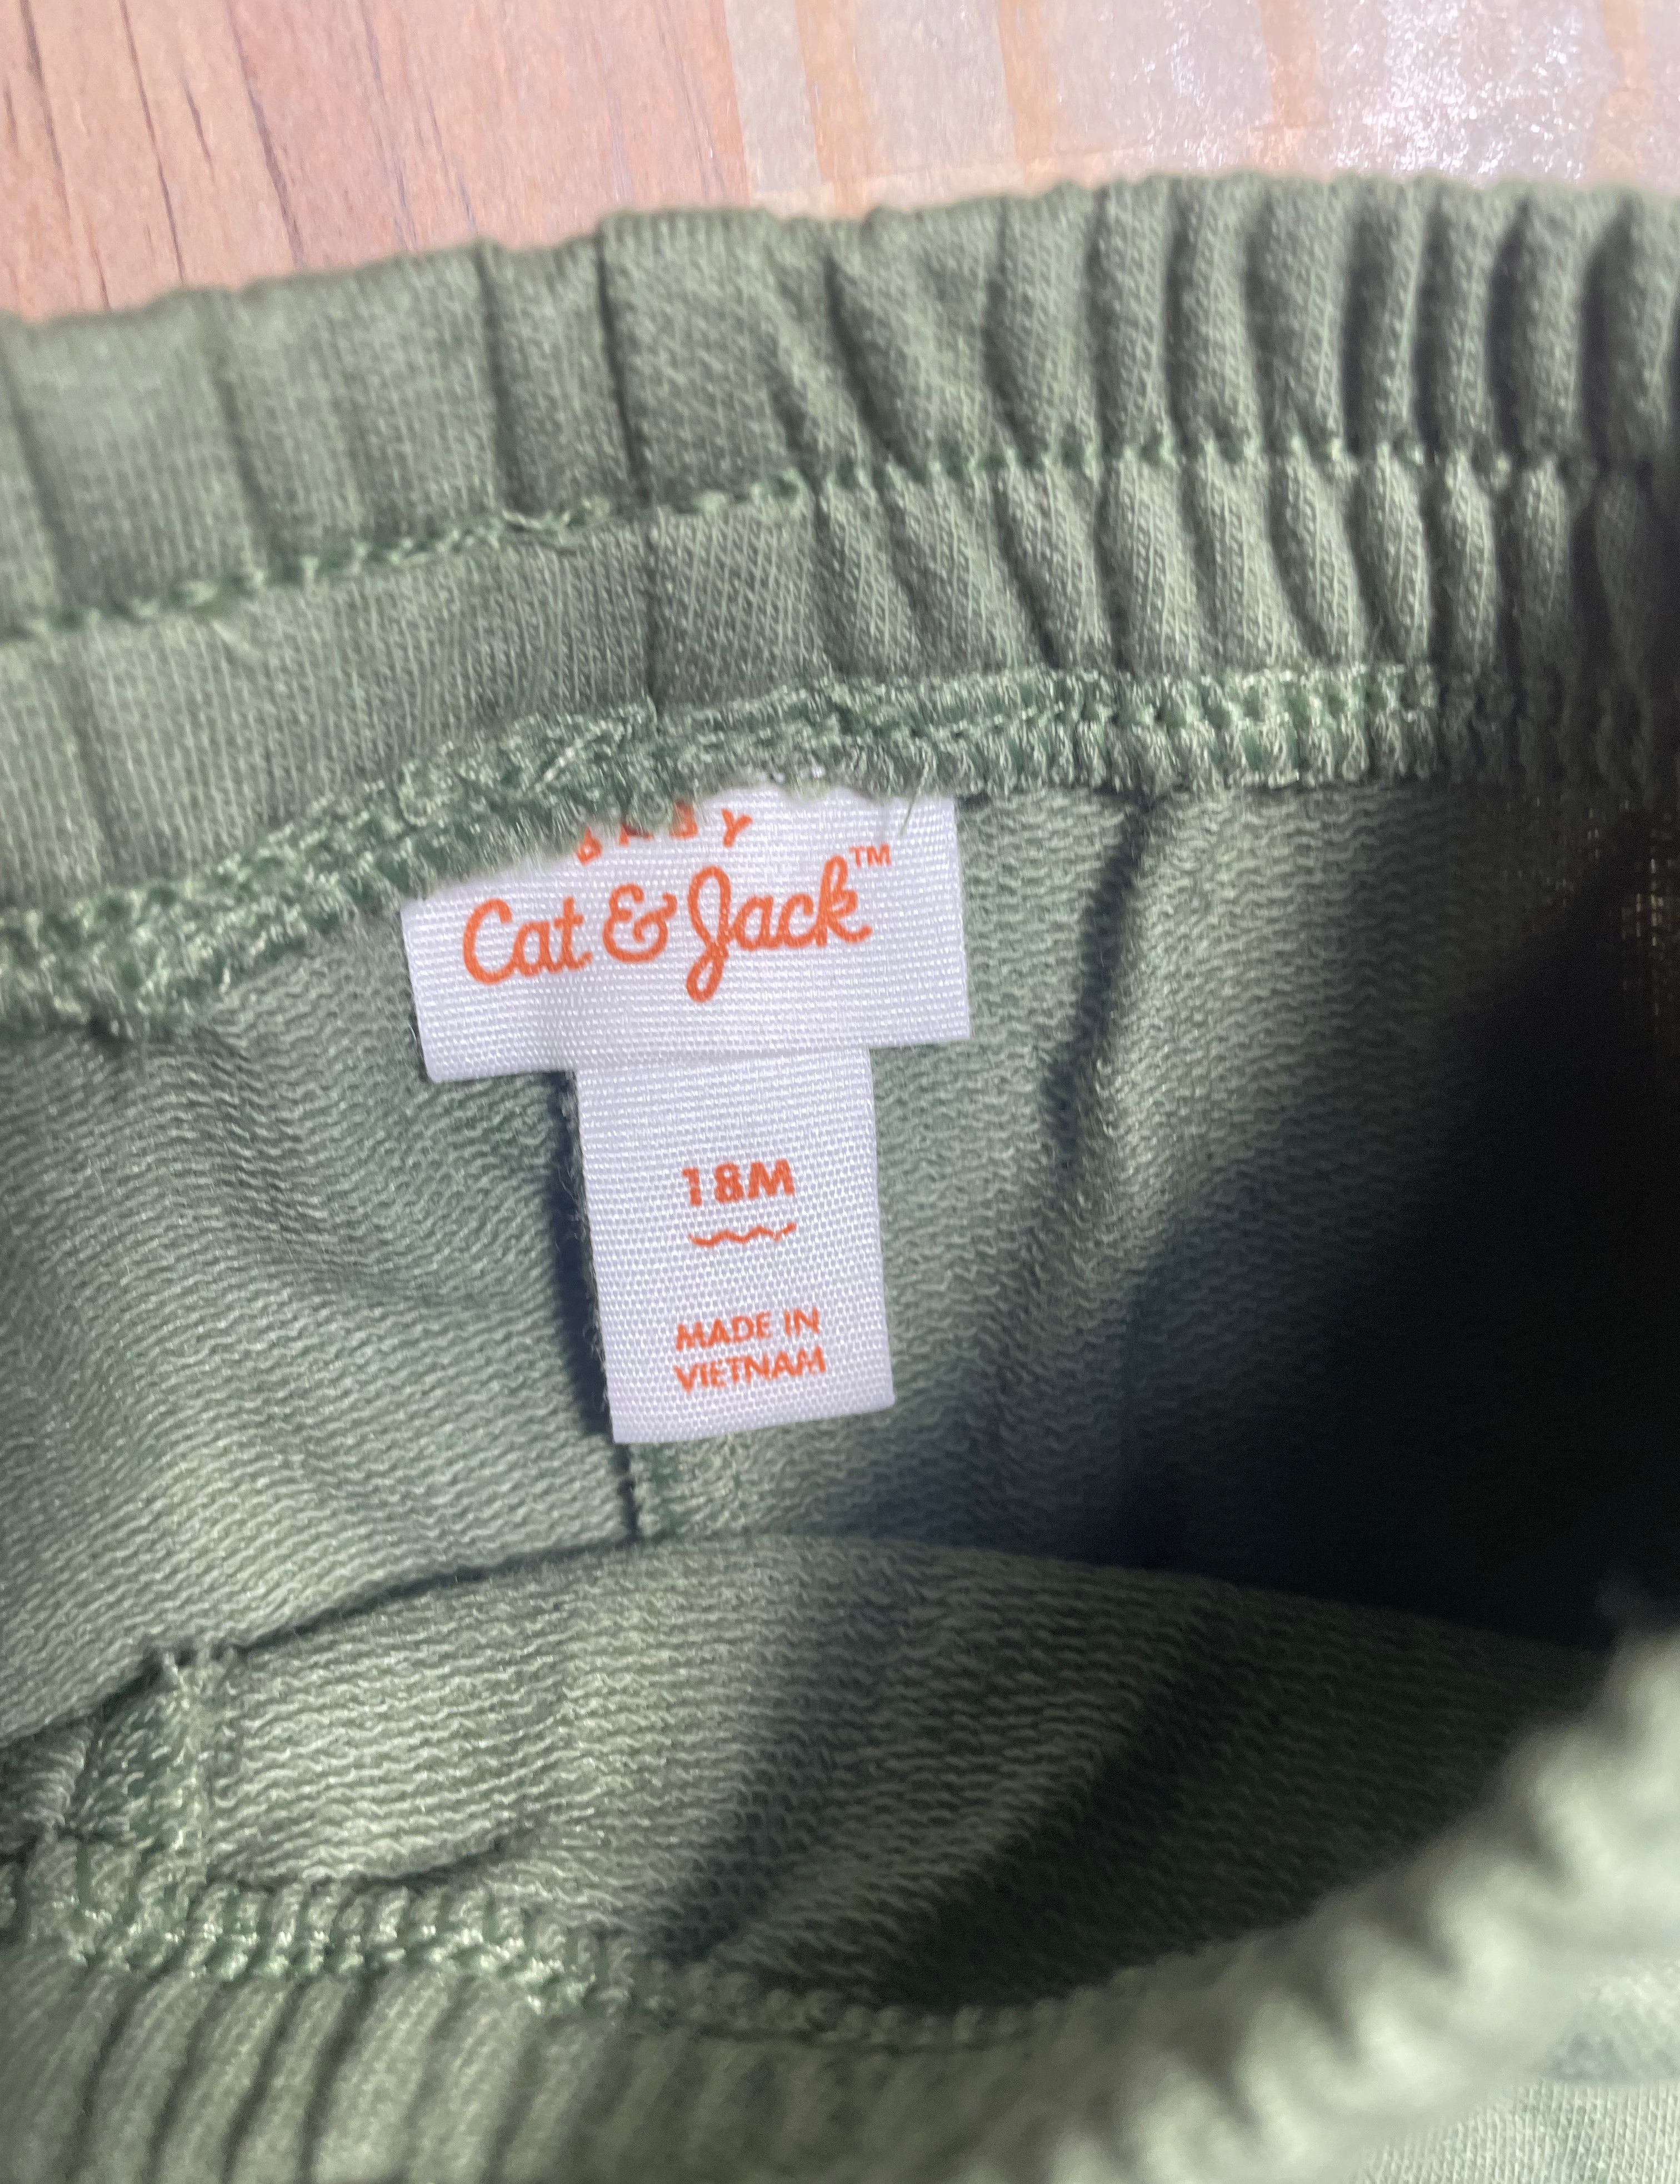 BABY
Cat & Jack™
18M
MADE IN
VIETNAM